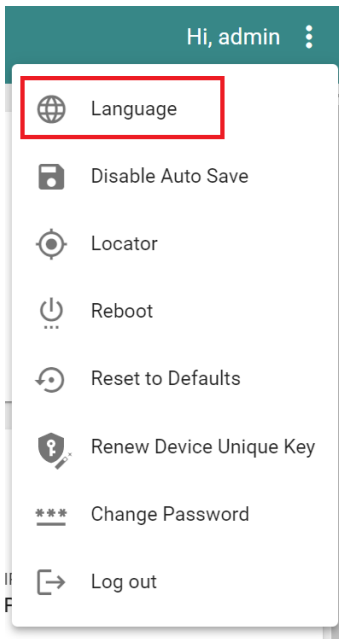 Hi, admin
Language
Disable Auto Save
Locator
Reboot
Reset to Defaults
Renew Device Unique Key
*** Change Password
Log out